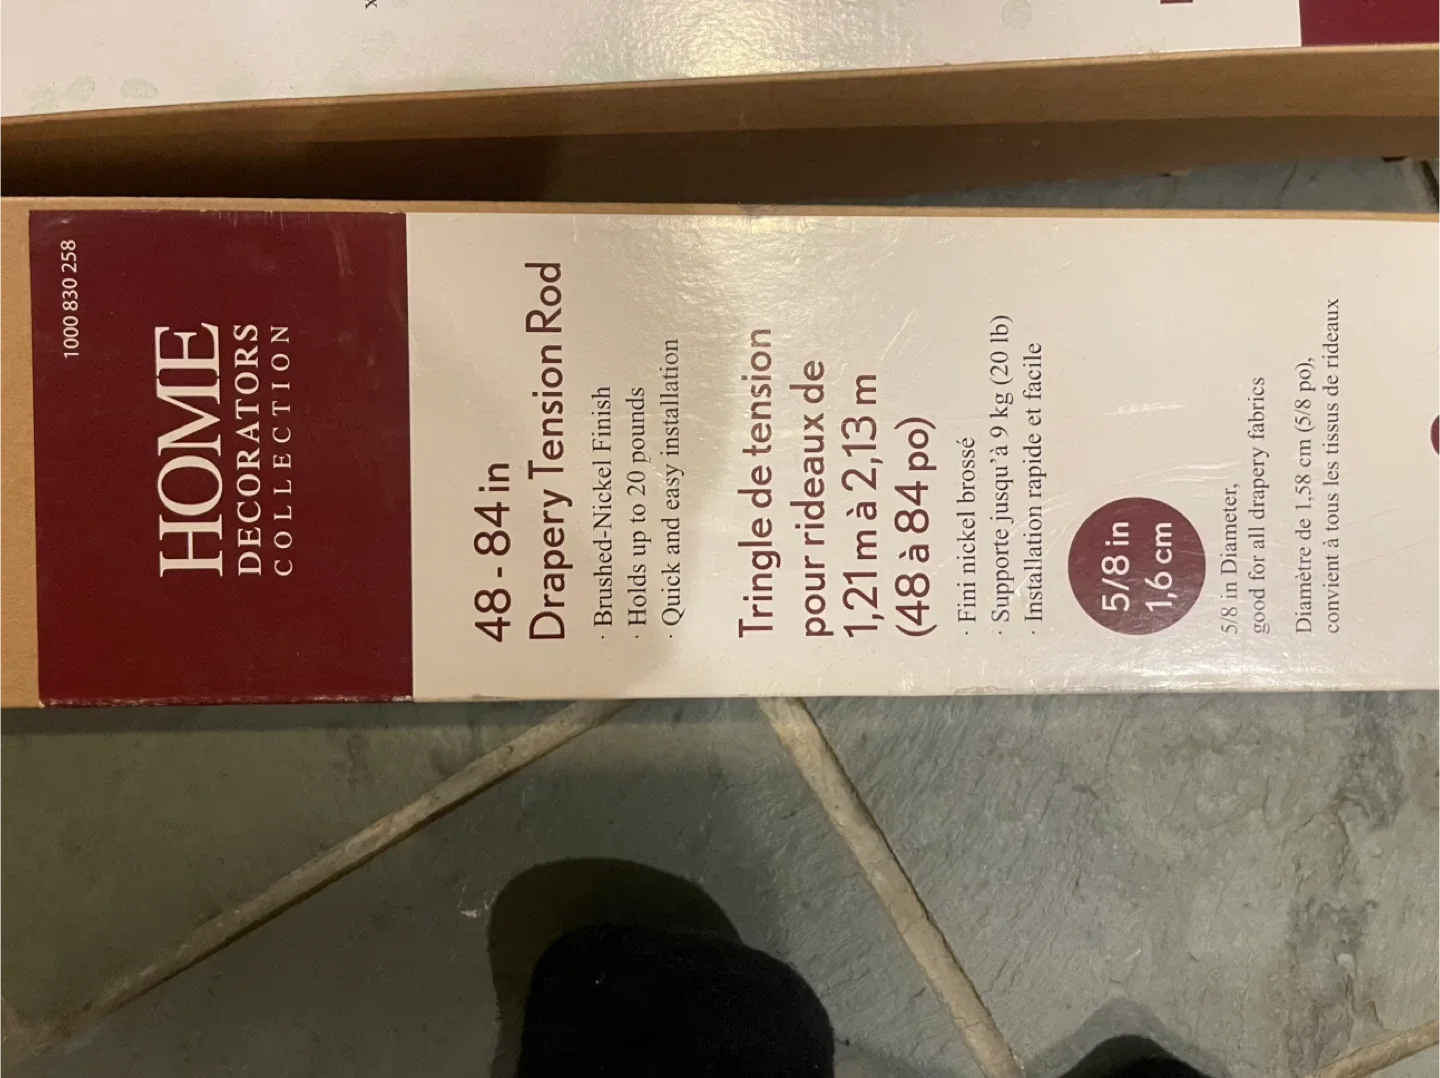 1000 830 258
HOME
DECORATORS
COLLECTION
48 - 84 in
Drapery Tension Rod
· Brushed-Nickel Finish
· Holds up to 20 pounds
· Quick and easy installation
Tringle de tension
pour rideaux de
1,21 m à 2,13 m
(48 à 84 po)
· Fini nickel brossé
· Supporte jusqu'à 9 kg (20 lb)
· Installation rapide et facile
5/8 in
1,6 cm
5/8 in Diameter,
good for all drapery fabrics
Diamètre de 1,58 cm (5/8 po),
convient à tous les tissus de rideaux